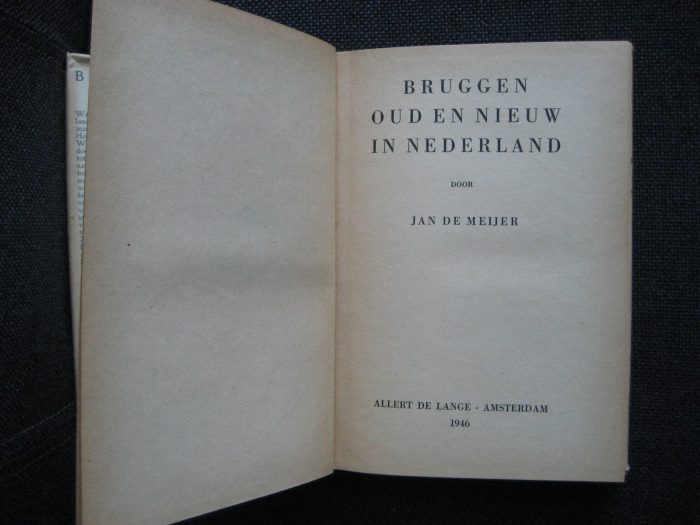 B
BRUGGEN
OUD EN NIEUW
IN NEDERLAND
DOOR
JAN DE MEIJER
ALLERT DE LANGE - AMSTERDAM
1946